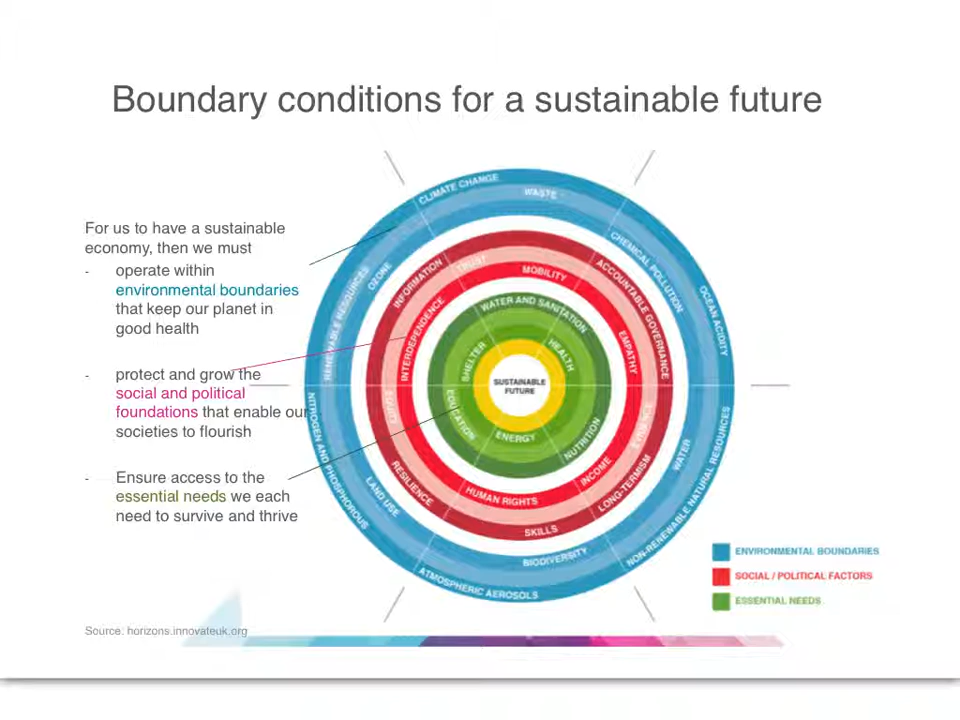 Boundary conditions for a sustainable future
For us to have a sustainable
economy, then we must
- operate within
environmental boundaries
that keep our planet in
good health
- protect and grow the
social and political
foundations that enable our
societies to flourish
- Ensure access to the
essential needs we each
need to survive and thrive
CLIMATE CHANGE
WASTE
CHEMICAL POLLUTION
OCEAN ACIDITY
OZONE
RENEWABLE RESOURCES
NITROGEN AND PHOSPHOROUS
LAND USE
ATMOSPHERIC AEROSOLS
BIODIVERSITY
WATER
NON-RENEWABLE NATURAL RESOURCES
INFORMATION
TRUST
MOBILITY
ACCOUNTABLE GOVERNANCE
INTERDEPENDENCE
EMPATHY
EQUITY
RESILIENCE
HUMAN RIGHTS
INCOME
LONG-TERMISM
SKILLS
WATER AND SANITATION
SHELTER
HEALTH
EDUCATION
ENERGY
NUTRITION
SUSTAINABLE
FUTURE
ENVIRONMENTAL BOUNDARIES
SOCIAL / POLITICAL FACTORS
ESSENTIAL NEEDS
Source: horizons.innovateuk.org